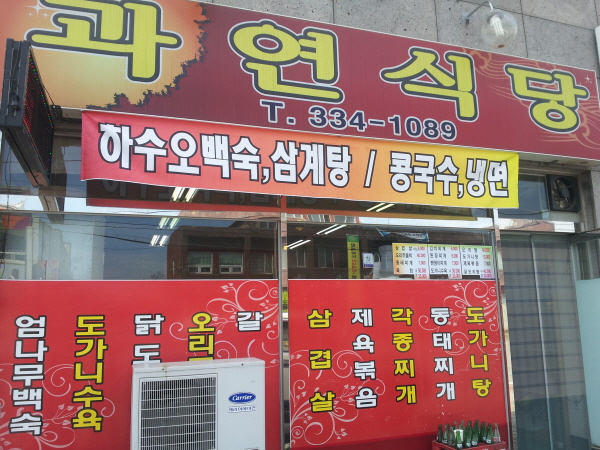 과연식당
T. 334-1089
하수오백숙,삼계탕 / 콩국수,냉면
엄나무백숙
도가니수육
닭도
오리
갈
삼겹살
제육볶음
각종찌개
동태찌개
도가니탕
Carrier